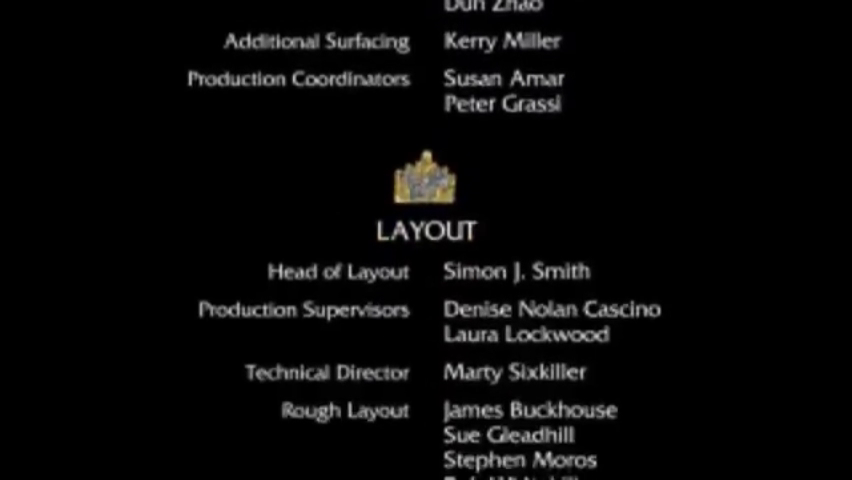 Dun Zhao
Additional Surfacing Kerry Miller
Production Coordinators Susan Amar
Peter Grassi
LAYOUT
Head of Layout Simon J. Smith
Production Supervisors Denise Nolan Cascino
Laura Lockwood
Technical Director Marty Sixkiller
Rough Layout James Buckhouse
Sue Gleadhill
Stephen Moros